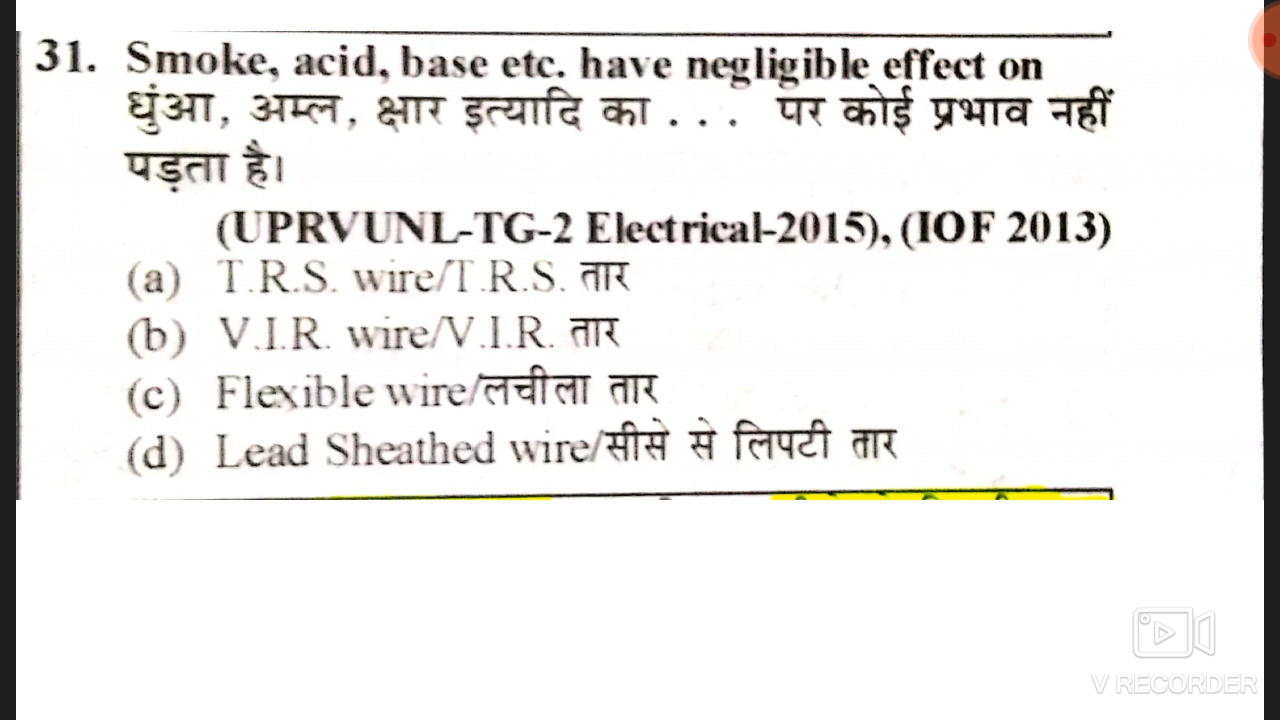 31. Smoke, acid, base etc. have negligible effect on
धुंआ, अम्ल, क्षार इत्यादि का . . . पर कोई प्रभाव नहीं
पड़ता है।
(UPRVUNL-TG-2 Electrical-2015), (IOF 2013)
(a) T.R.S. wire/T.R.S. तार
(b) V.I.R. wire/V.I.R. तार
(c) Flexible wire/लचीला तार
(d) Lead Sheathed wire/सीसे से लिपटी तार
V RECORDER